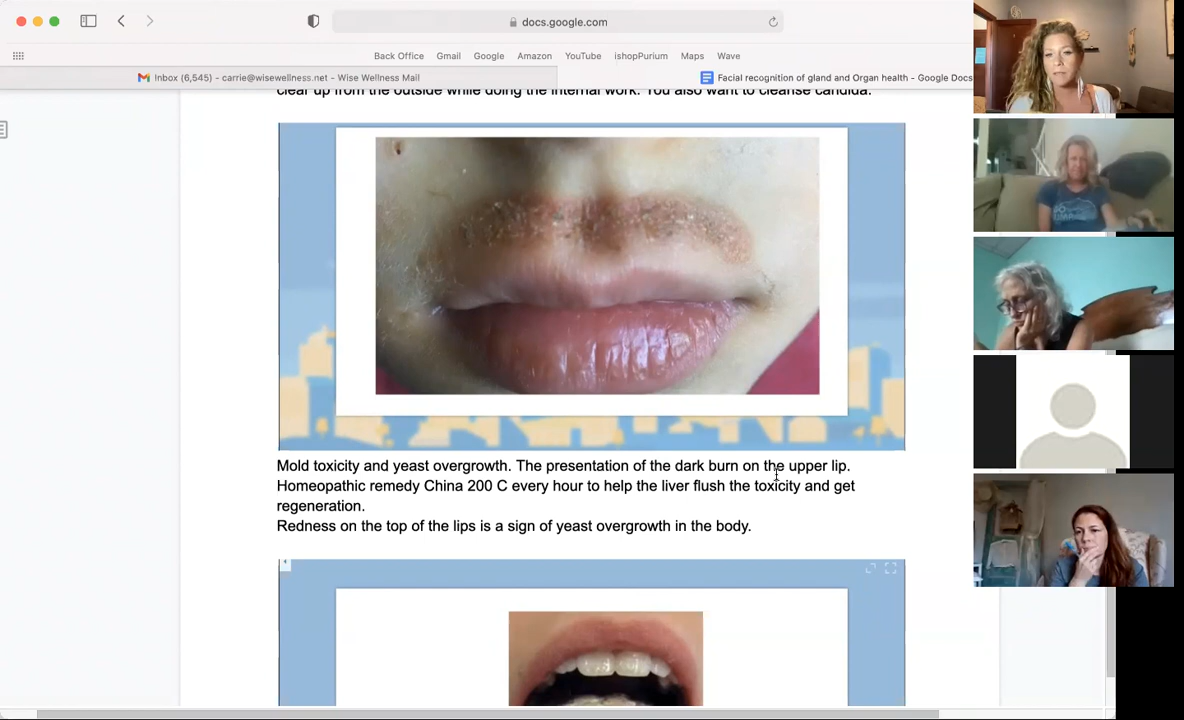 docs.google.com
Back Office Gmail Google Amazon YouTube ishopPurium Maps Wave
Inbox (6,545) - carrie@wisewellness.net - Wise Wellness Mail
Facial recognition of gland and Organ health - Google Docs
clear up from the outside while doing the internal work. You also want to cleanse candida.
Mold toxicity and yeast overgrowth. The presentation of the dark burn on the upper lip.
Homeopathic remedy China 200 C every hour to help the liver flush the toxicity and get
regeneration.
Redness on the top of the lips is a sign of yeast overgrowth in the body.